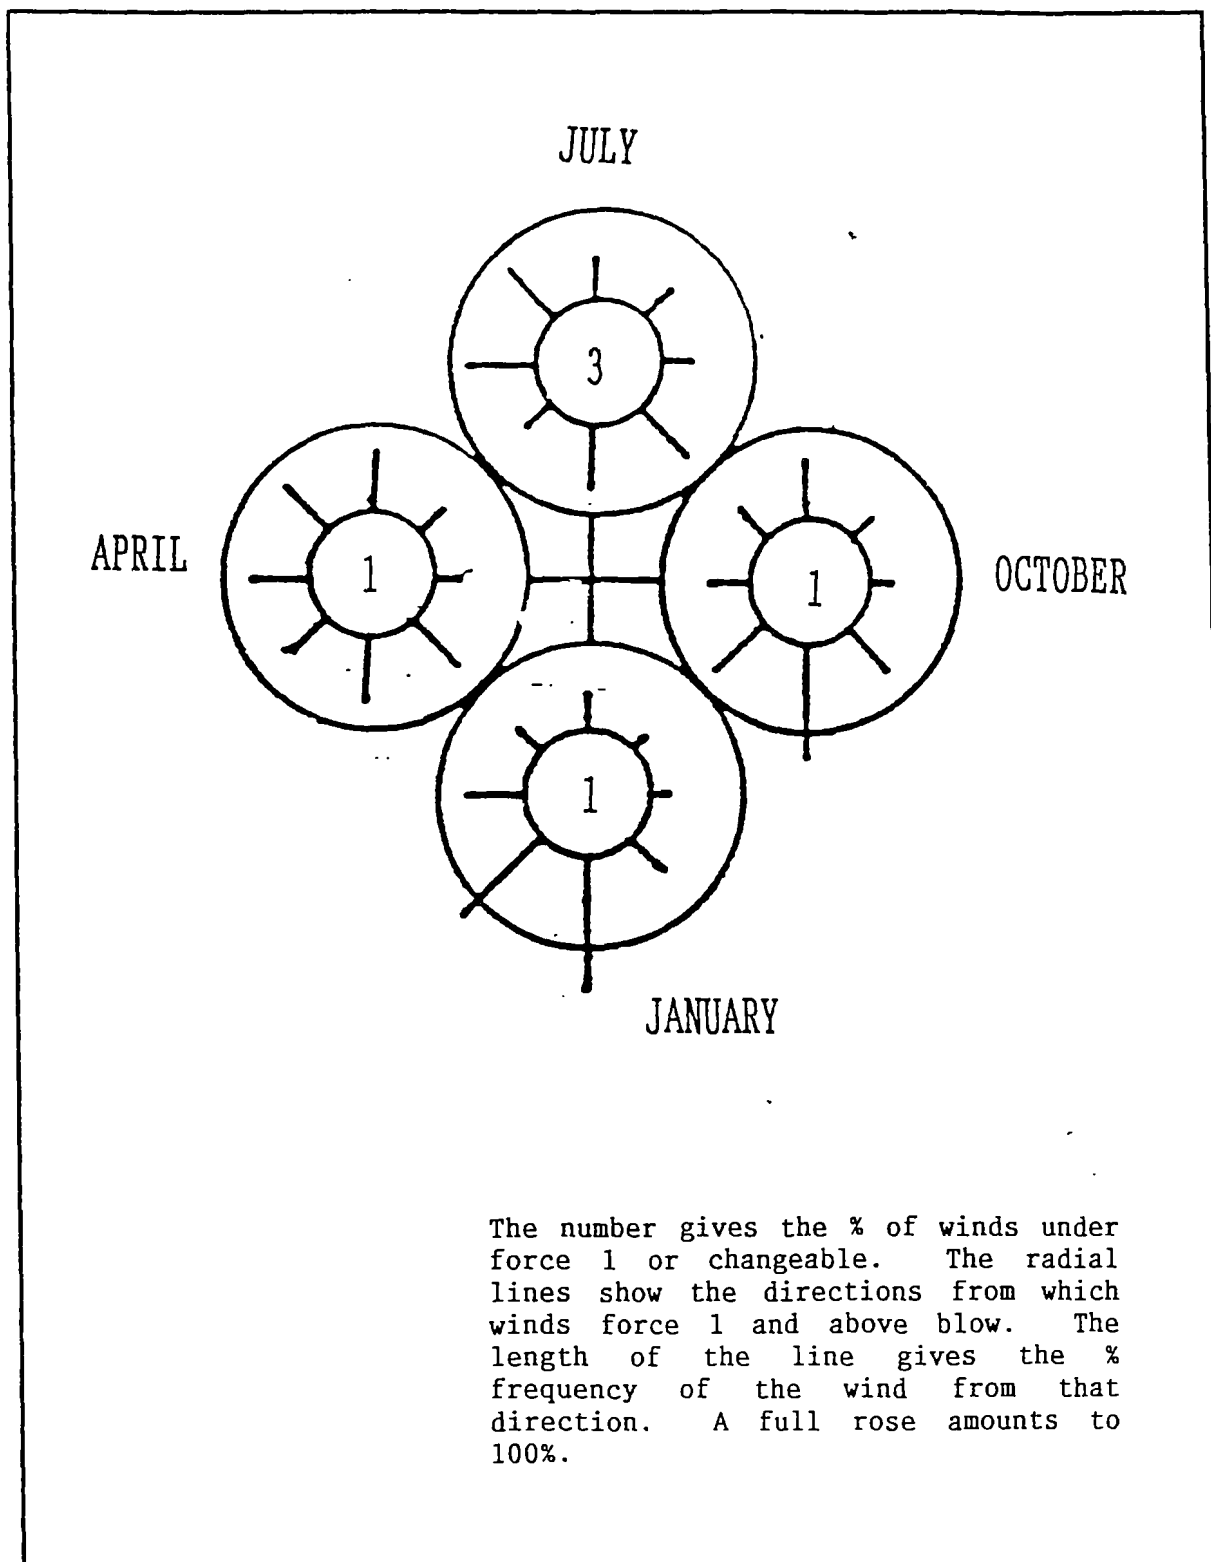 JULY
3
APRIL
1
1
OCTOBER
1
JANUARY
The number gives the % of winds under
force 1 or changeable. The radial
lines show the directions from which
winds force 1 and above blow. The
length of the line gives the %
frequency of the wind from that
direction. A full rose amounts to
100%.